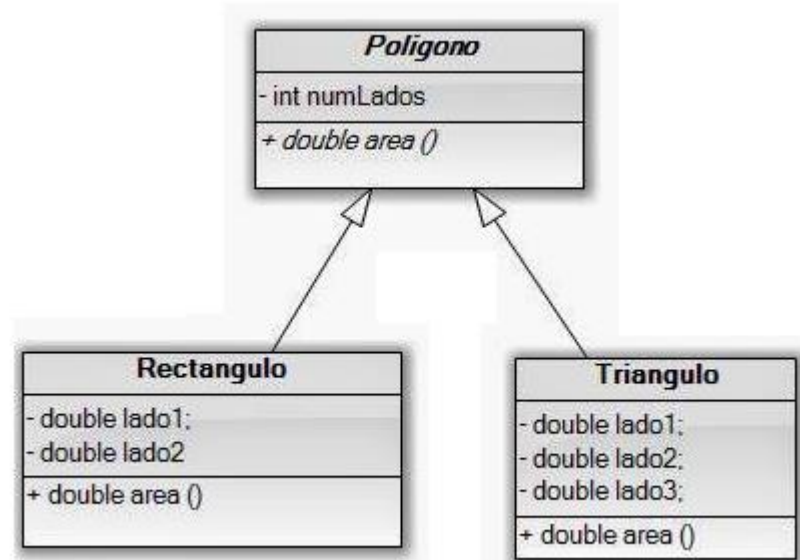 Poligono
- int numLados
+ double area ()
Rectangulo
- double lado1;
- double lado2
+ double area ()
Triangulo
- double lado1;
- double lado2;
- double lado3;
+ double area ()